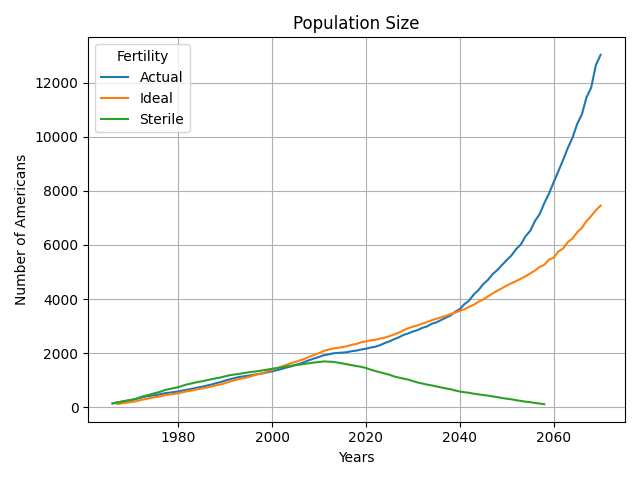 Population Size
Fertility
Actual
Ideal
Sterile
Number of Americans
12000
10000
8000
6000
4000
2000
0
1980
2000
2020
2040
2060
Years